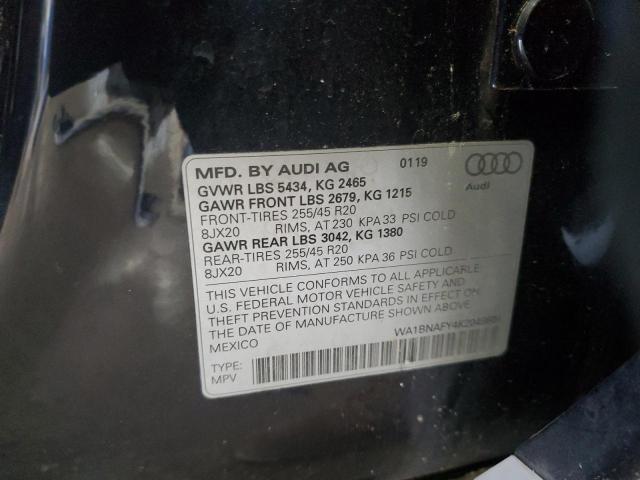 MFD. BY AUDI AG 01 19
GVWR LBS 5434, KG 2465
GAWR FRONT LBS 2679, KG 1215
FRONT-TIRES 255/45 R20
8JX20 RIMS, AT 230 KPA 33 PSI COLD
GAWR REAR LBS 3042, KG 1380
REAR-TIRES 255/45 R20
8JX20 RIMS, AT 250 KPA 36 PSI COLD
Audi
THIS VEHICLE CONFORMS TO ALL APPLICABLE
U.S. FEDERAL MOTOR VEHICLE SAFETY AND
THEFT PREVENTION STANDARDS IN EFFECT ON
THE DATE OF MANUFACTURE SHOWN ABOVE
MEXICO
TYPE:
MPV